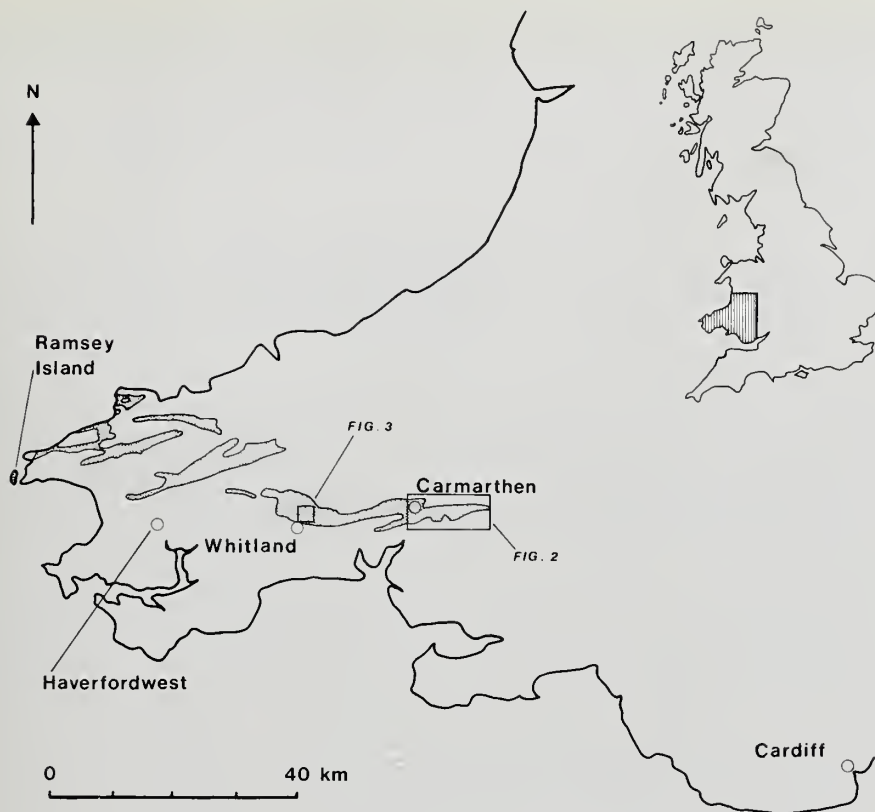 N
Ramsey
Island
FIG. 3
Carmarthen
Whitland
FIG. 2
Haverfordwest
Cardiff
0 40 km